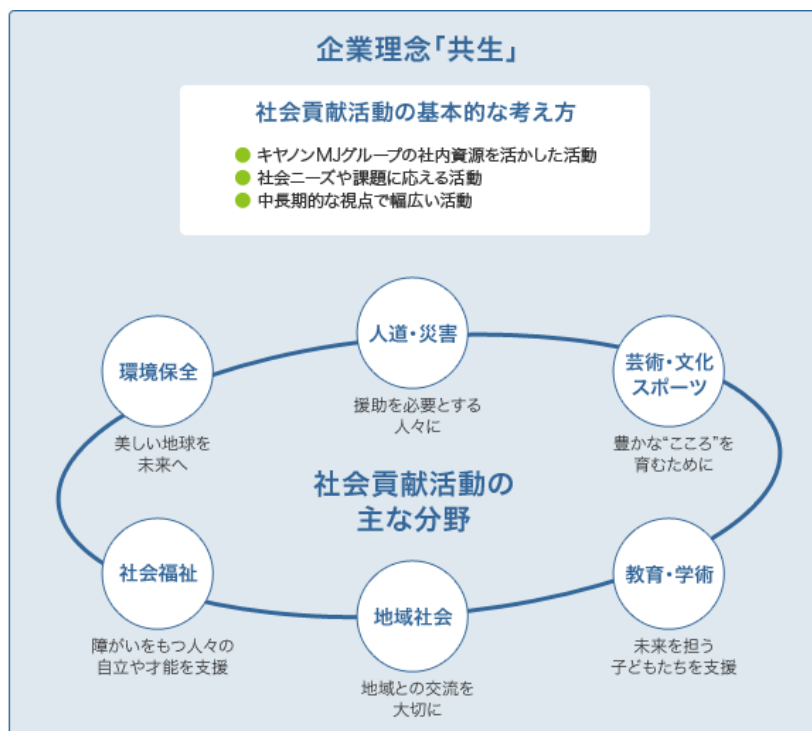 企業理念「共生」
社会貢献活動の基本的な考え方
キヤノンMJグループの社内資源を活かした活動
社会ニーズや課題に応える活動
中長期的な視点で幅広い活動
人道・災害
援助を必要とする
人々に
芸術・文化
スポーツ
豊かな“こころ”を
育むために
教育・学術
未来を担う
子どもたちを支援
地域社会
地域との交流を
大切に
社会福祉
障がいをもつ人々の
自立や才能を支援
環境保全
美しい地球を
未来へ
社会貢献活動の
主な分野